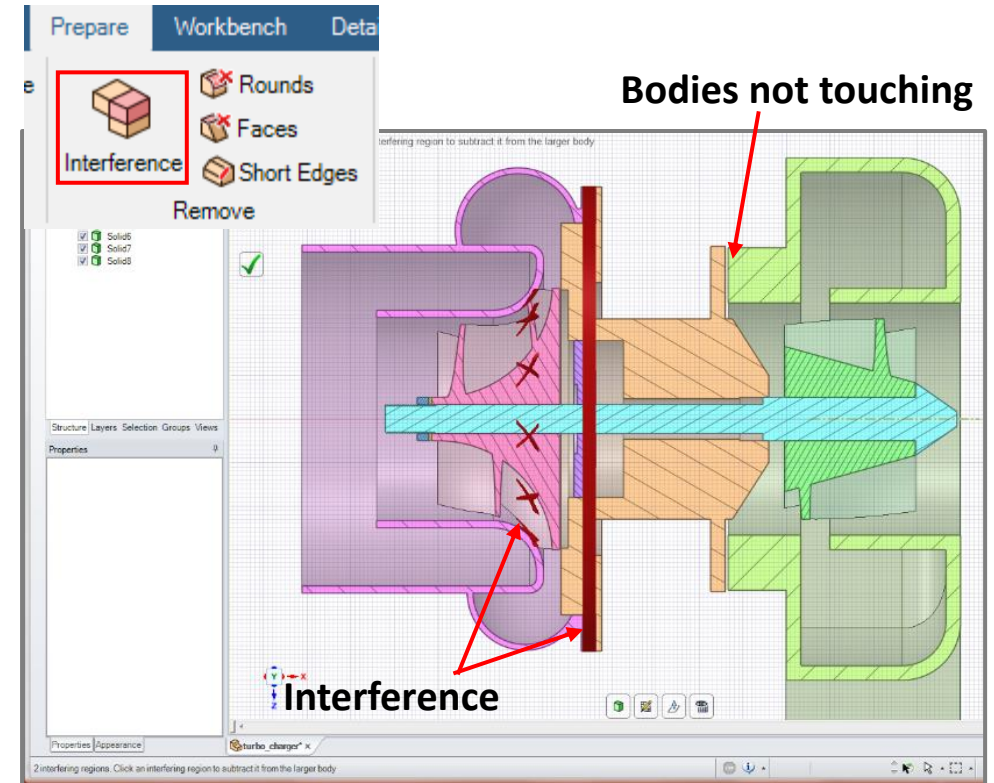 Prepare Workbench Detai
e
Rounds
Faces
Interference
Short Edges
Remove
Bodies not touching
terfering region to subtract it from the larger body
Solid6
Solid7
Solid8
Structure Layers Selection Groups Views
Properties
Y
X
Z
Interference
Properties Appearance
turbo_charger* ×
2 interfering regions. Click an interfering region to subtract it from the larger body